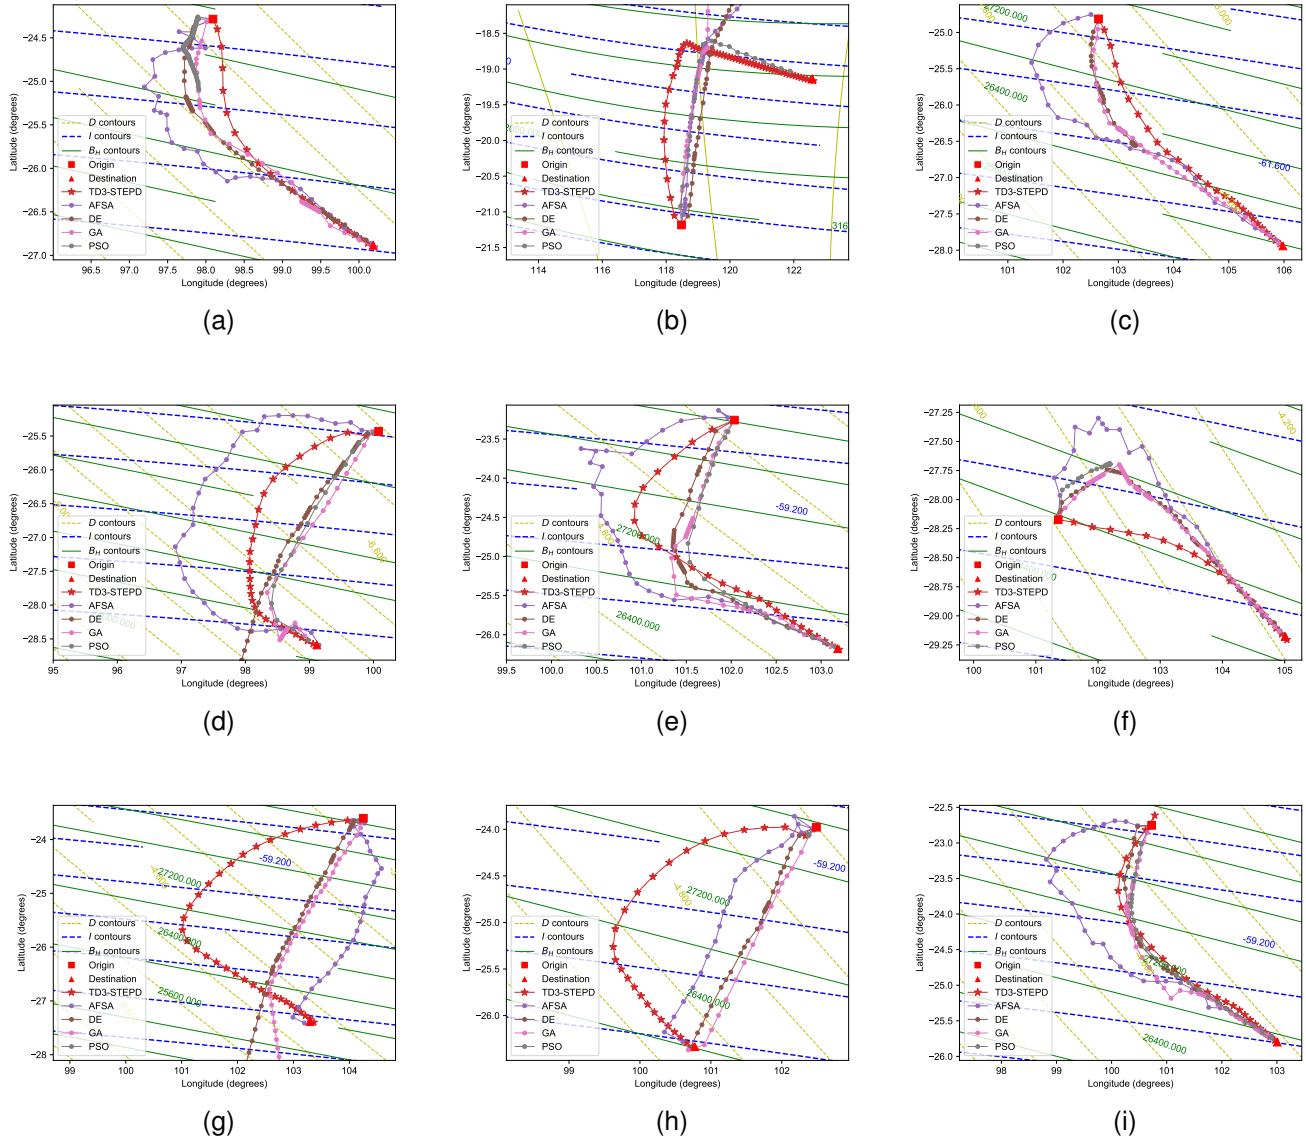 27200.000
26400.000
-61.600
Latitude (degrees)
Longitude (degrees)
D contours
I contours
B_H contours
Origin
Destination
TD3-STEPD
AFSA
DE
GA
PSO
−24.5
−25.0
−25.5
−26.0
−26.5
−27.0
96.5 97.0 97.5 98.0 98.5 99.0 99.5 100.0
(a)
Latitude (degrees)
−18.5
−19.0
−19.5
−20.0
−20.5
−21.0
−21.5
316
D contours
I contours
B_H contours
Origin
Destination
TD3-STEPD
AFSA
DE
GA
PSO
114 116 118 120 122
Longitude (degrees)
(b)
Latitude (degrees)
−25.0
−25.5
−26.0
−26.5
−27.0
−27.5
−28.0
D contours
I contours
B_H contours
Origin
Destination
TD3-STEPD
AFSA
DE
GA
PSO
101 102 103 104 105 106
Longitude (degrees)
(c)
Latitude (degrees)
−25.5
−26.0
−26.5
−27.0
−27.5
−28.0
−28.5
-6.600
D contours
I contours
B_H contours
Origin
Destination
TD3-STEPD
AFSA
DE
GA
PSO
95 96 97 98 99 100
Longitude (degrees)
(d)
Latitude (degrees)
−23.5
−24.0
−24.5
−25.0
−25.5
−26.0
-59.200
27200.000
26400.000
D contours
I contours
B_H contours
Origin
Destination
TD3-STEPD
AFSA
DE
GA
PSO
99.5 100.0 100.5 101.0 101.5 102.0 102.5 103.0
Longitude (degrees)
(e)
Latitude (degrees)
−27.25
−27.50
−27.75
−28.00
−28.25
−28.50
−28.75
−29.00
−29.25
-4.200
D contours
I contours
B_H contours
Origin
Destination
TD3-STEPD
AFSA
DE
GA
PSO
100 101 102 103 104 105
Longitude (degrees)
(f)
Latitude (degrees)
−24
−25
−26
−27
−28
-59.200
27200.000
26400.000
25600.000
D contours
I contours
B_H contours
Origin
Destination
TD3-STEPD
AFSA
DE
GA
PSO
99 100 101 102 103 104
Longitude (degrees)
(g)
Latitude (degrees)
−24.0
−24.5
−25.0
−25.5
−26.0
-59.200
-4.800
27200.000
26400.000
D contours
I contours
B_H contours
Origin
Destination
TD3-STEPD
AFSA
DE
GA
PSO
99 100 101 102
Longitude (degrees)
(h)
Latitude (degrees)
−22.5
−23.0
−23.5
−24.0
−24.5
−25.0
−25.5
−26.0
-59.200
27200.000
26400.000
D contours
I contours
B_H contours
Origin
Destination
TD3-STEPD
AFSA
DE
GA
PSO
98 99 100 101 102 103
Longitude (degrees)
(i)